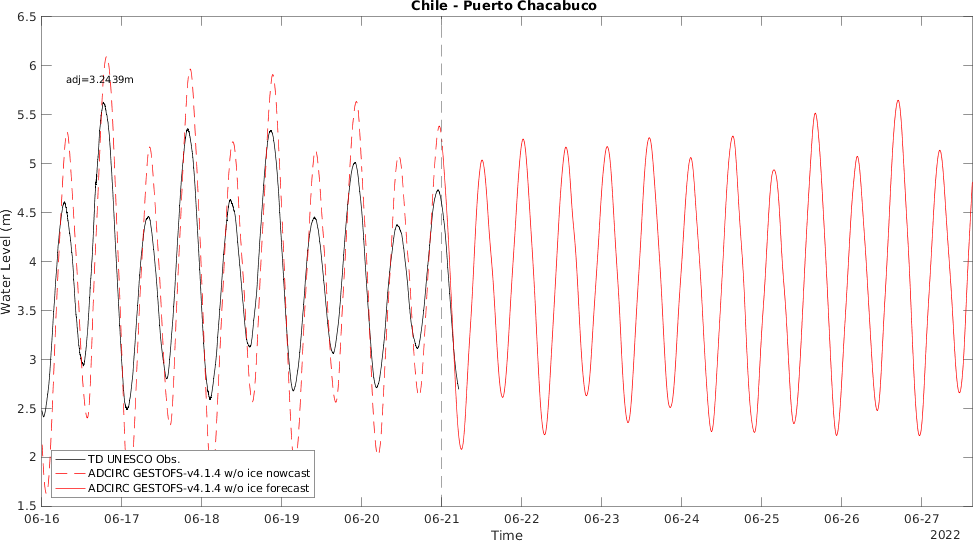 Chile - Puerto Chacabuco
6.5
6
5.5
5
4.5
4
3.5
3
2.5
2
1.5
Water Level (m)
adj=3.2439m
TD UNESCO Obs.
ADCIRC GESTOFS-v4.1.4 w/o ice nowcast
ADCIRC GESTOFS-v4.1.4 w/o ice forecast
06-16 06-17 06-18 06-19 06-20 06-21 06-22 06-23 06-24 06-25 06-26 06-27
Time
2022